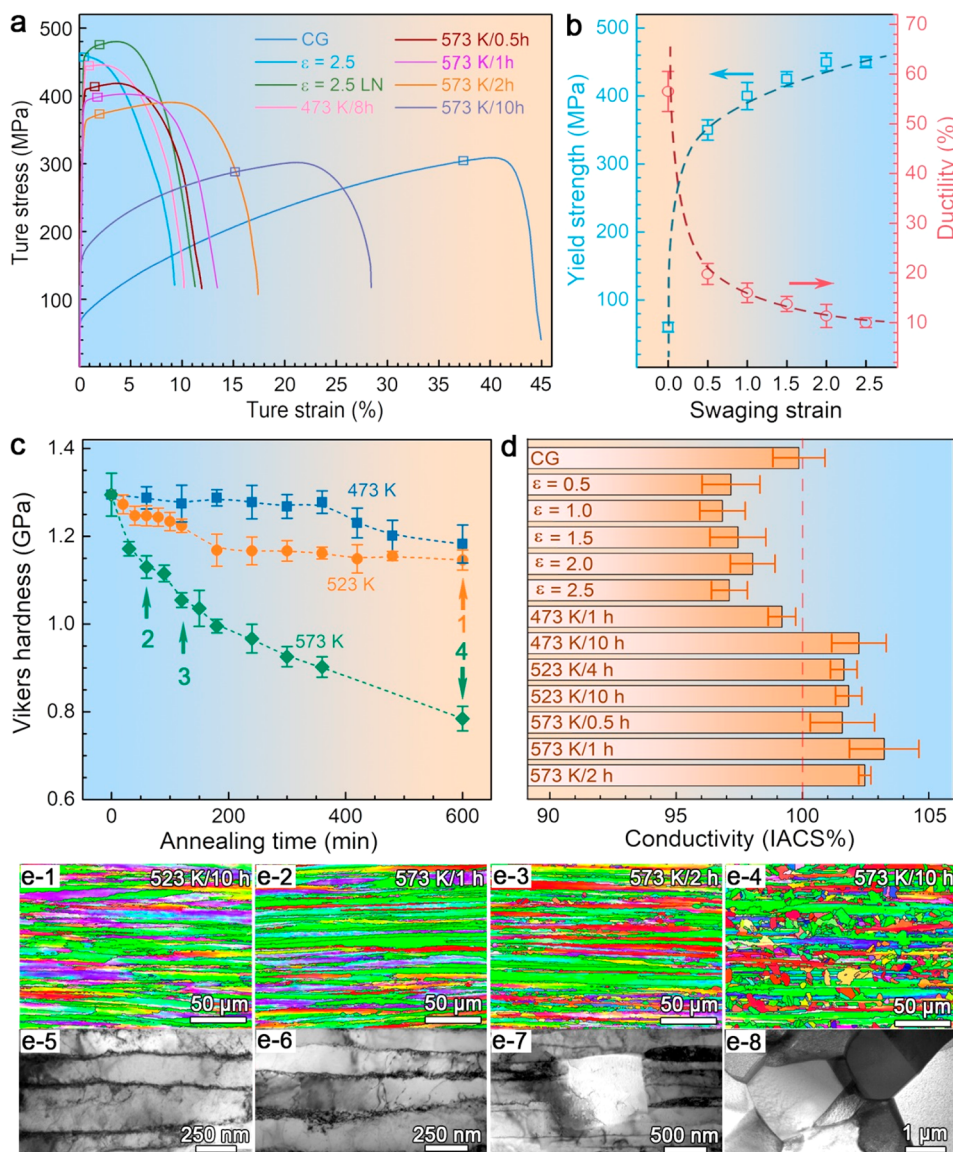 a
500
400
300
200
100
0
5
10
15
20
25
30
35
40
45
Ture stress (MPa)
Ture strain (%)
CG
ε = 2.5
ε = 2.5 LN
473 K/8h
573 K/0.5h
573 K/1h
573 K/2h
573 K/10h
b
400
300
200
100
Yield strength (MPa)
70
60
50
40
30
20
10
Ductility (%)
0.0 0.5 1.0 1.5 2.0 2.5
Swaging strain
c
1.4
1.2
1.0
0.8
0.6
Vikers hardness (GPa)
473 K
523 K
573 K
1
2
3
4
0 200 400 600
Annealing time (min)
d
CG
ε = 0.5
ε = 1.0
ε = 1.5
ε = 2.0
ε = 2.5
473 K/1 h
473 K/10 h
523 K/4 h
523 K/10 h
573 K/0.5 h
573 K/1 h
573 K/2 h
90 95 100 105
Conductivity (IACS%)
e-1 523 K/10 h
50 μm
e-2 573 K/1 h
50 μm
e-3 573 K/2 h
50 μm
e-4 573 K/10 h
50 μm
e-5
250 nm
e-6
250 nm
e-7
500 nm
e-8
1 μm